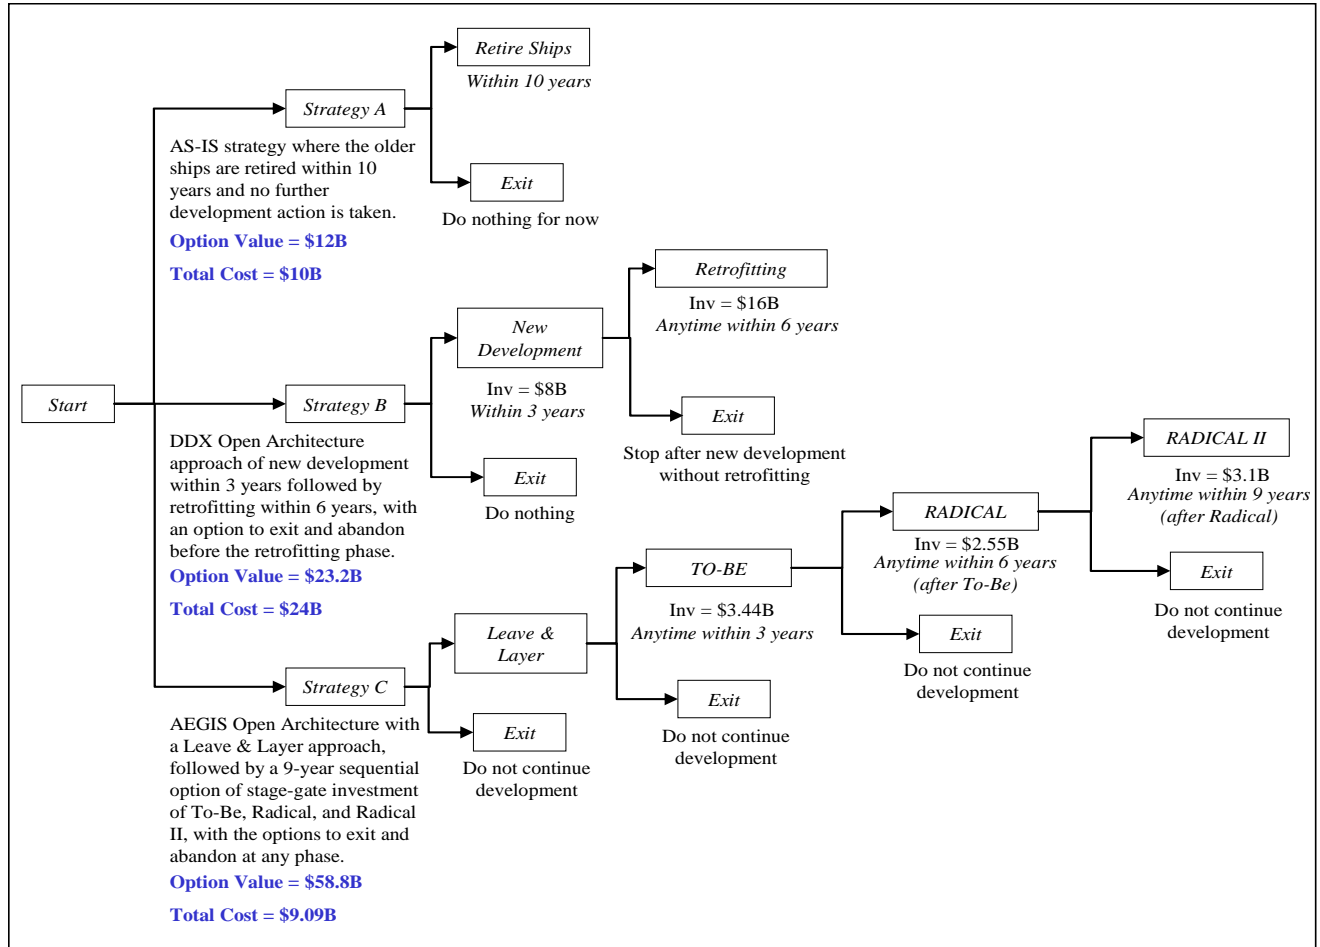 Start
Strategy A
AS-IS strategy where the older
ships are retired within 10
years and no further
development action is taken.
Option Value = $12B
Total Cost = $10B
Retire Ships
Within 10 years
Exit
Do nothing for now
Strategy B
DDX Open Architecture
approach of new development
within 3 years followed by
retrofitting within 6 years, with
an option to exit and abandon
before the retrofitting phase.
Option Value = $23.2B
Total Cost = $24B
New
Development
Inv = $8B
Within 3 years
Exit
Do nothing
Retrofitting
Inv = $16B
Anytime within 6 years
Exit
Stop after new development
without retrofitting
Strategy C
AEGIS Open Architecture with
a Leave & Layer approach,
followed by a 9-year sequential
option of stage-gate investment
of To-Be, Radical, and Radical
II, with the options to exit and
abandon at any phase.
Option Value = $58.8B
Total Cost = $9.09B
Leave &
Layer
Exit
Do not continue
development
TO-BE
Inv = $3.44B
Anytime within 3 years
Exit
Do not continue
development
RADICAL
Inv = $2.55B
Anytime within 6 years
(after To-Be)
Exit
Do not continue
development
RADICAL II
Inv = $3.1B
Anytime within 9 years
(after Radical)
Exit
Do not continue
development